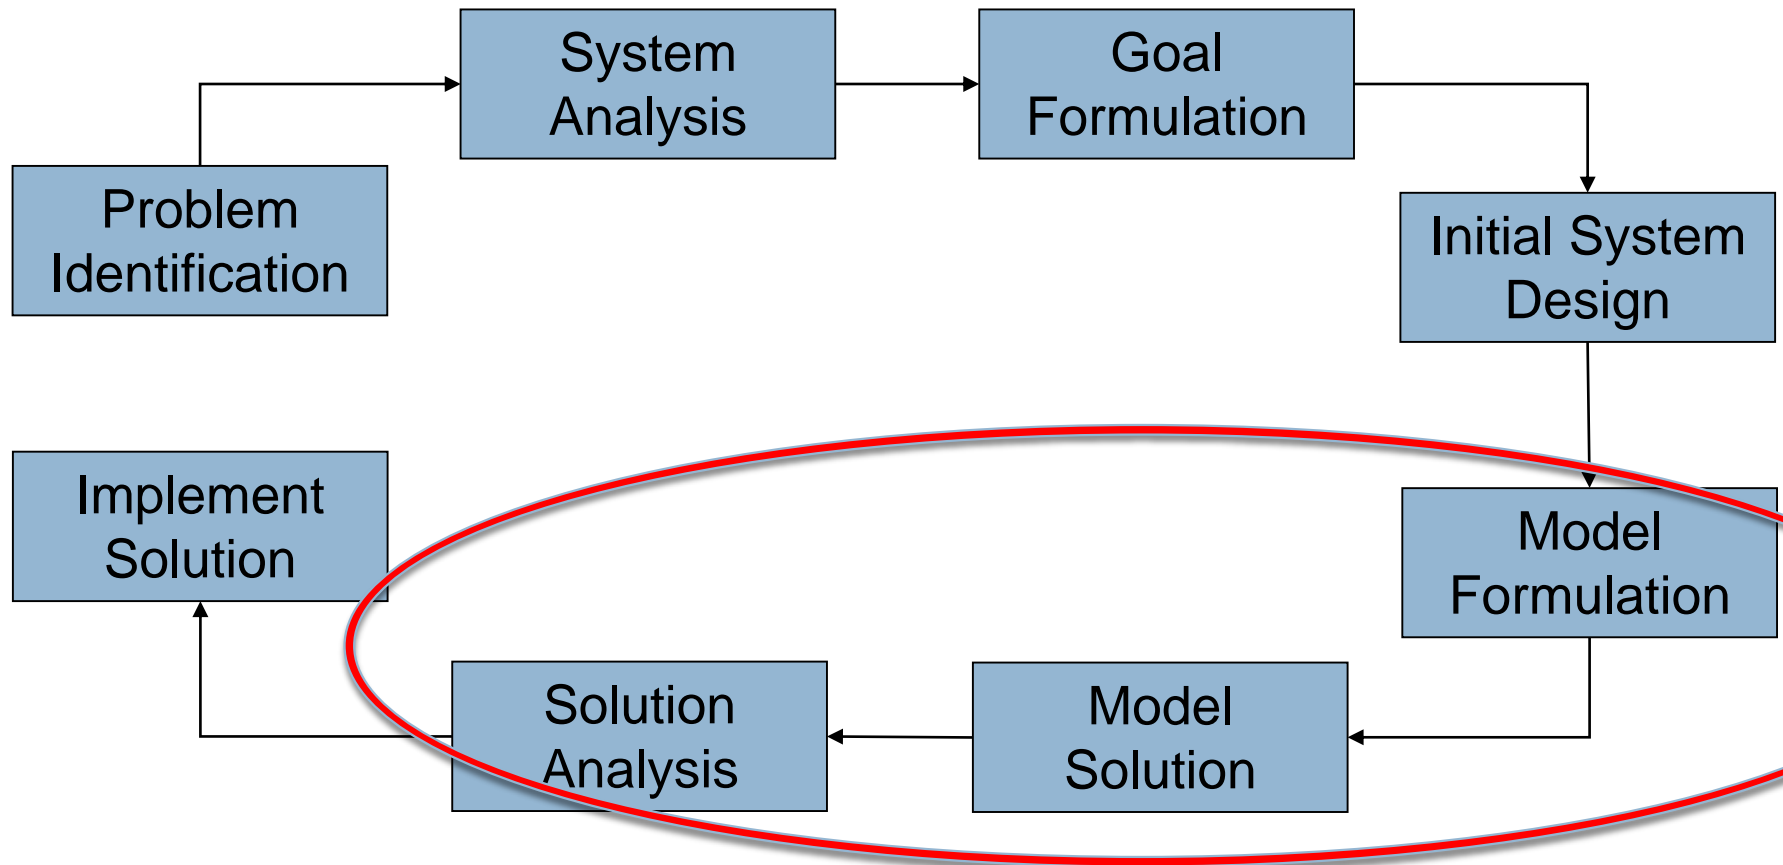 Problem
Identification
System
Analysis
Goal
Formulation
Initial System
Design
Model
Formulation
Model
Solution
Solution
Analysis
Implement
Solution